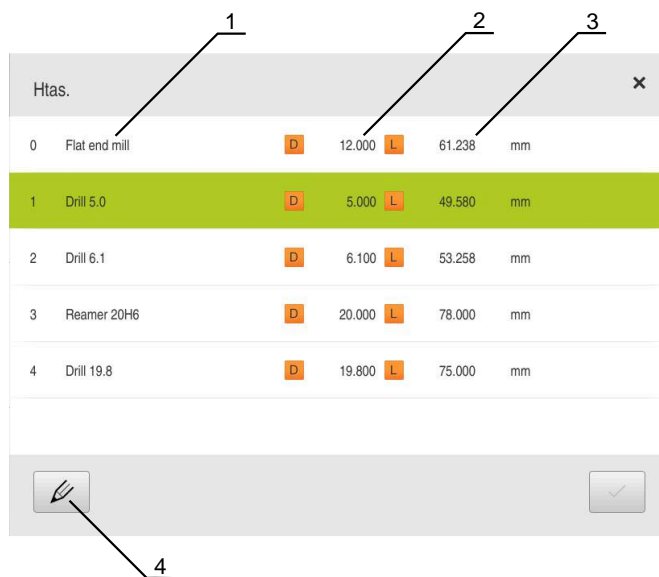 1 2 3
Htas. ×
0 Flat end mill D 12.000 L 61.238 mm
1 Drill 5.0 D 5.000 L 49.580 mm
2 Drill 6.1 D 6.100 L 53.258 mm
3 Reamer 20H6 D 20.000 L 78.000 mm
4 Drill 19.8 D 19.800 L 75.000 mm
4